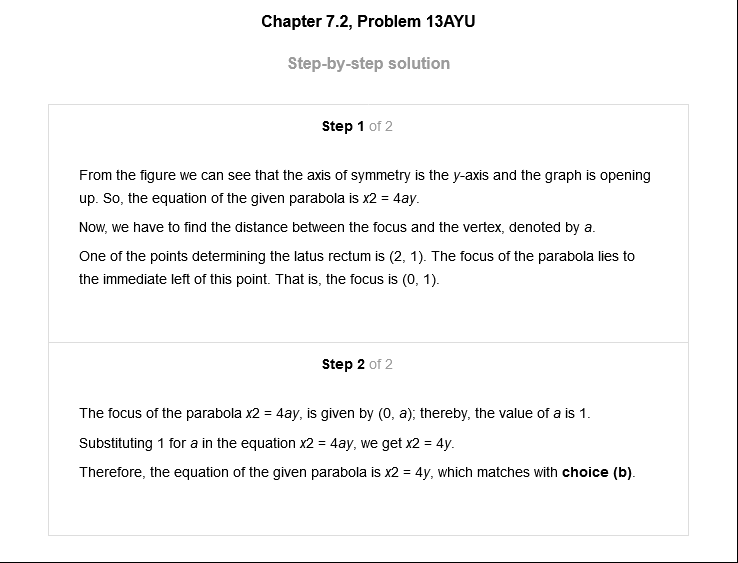 Chapter 7.2, Problem 13AYU
Step-by-step solution
Step 1 of 2
From the figure we can see that the axis of symmetry is the y-axis and the graph is opening
up. So, the equation of the given parabola is x2 = 4ay.
Now, we have to find the distance between the focus and the vertex, denoted by a.
One of the points determining the latus rectum is (2, 1). The focus of the parabola lies to
the immediate left of this point. That is, the focus is (0, 1).
Step 2 of 2
The focus of the parabola x2 = 4ay, is given by (0, a); thereby, the value of a is 1.
Substituting 1 for a in the equation x2 = 4ay, we get x2 = 4y.
Therefore, the equation of the given parabola is x2 = 4y, which matches with choice (b).